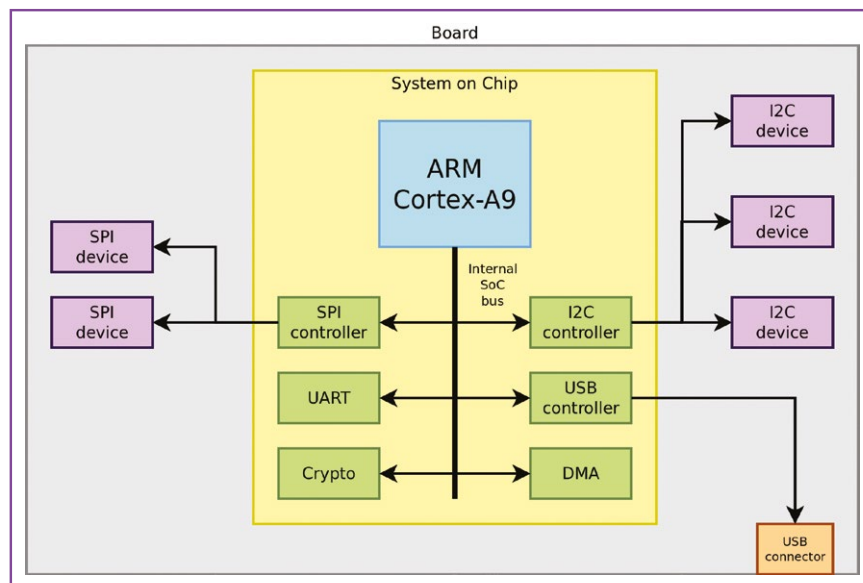 Board
System on Chip
ARM
Cortex-A9
Internal
SoC
bus
SPI
device
SPI
device
SPI
controller
I2C
controller
I2C
device
I2C
device
I2C
device
UART
USB
controller
Crypto
DMA
USB
connector